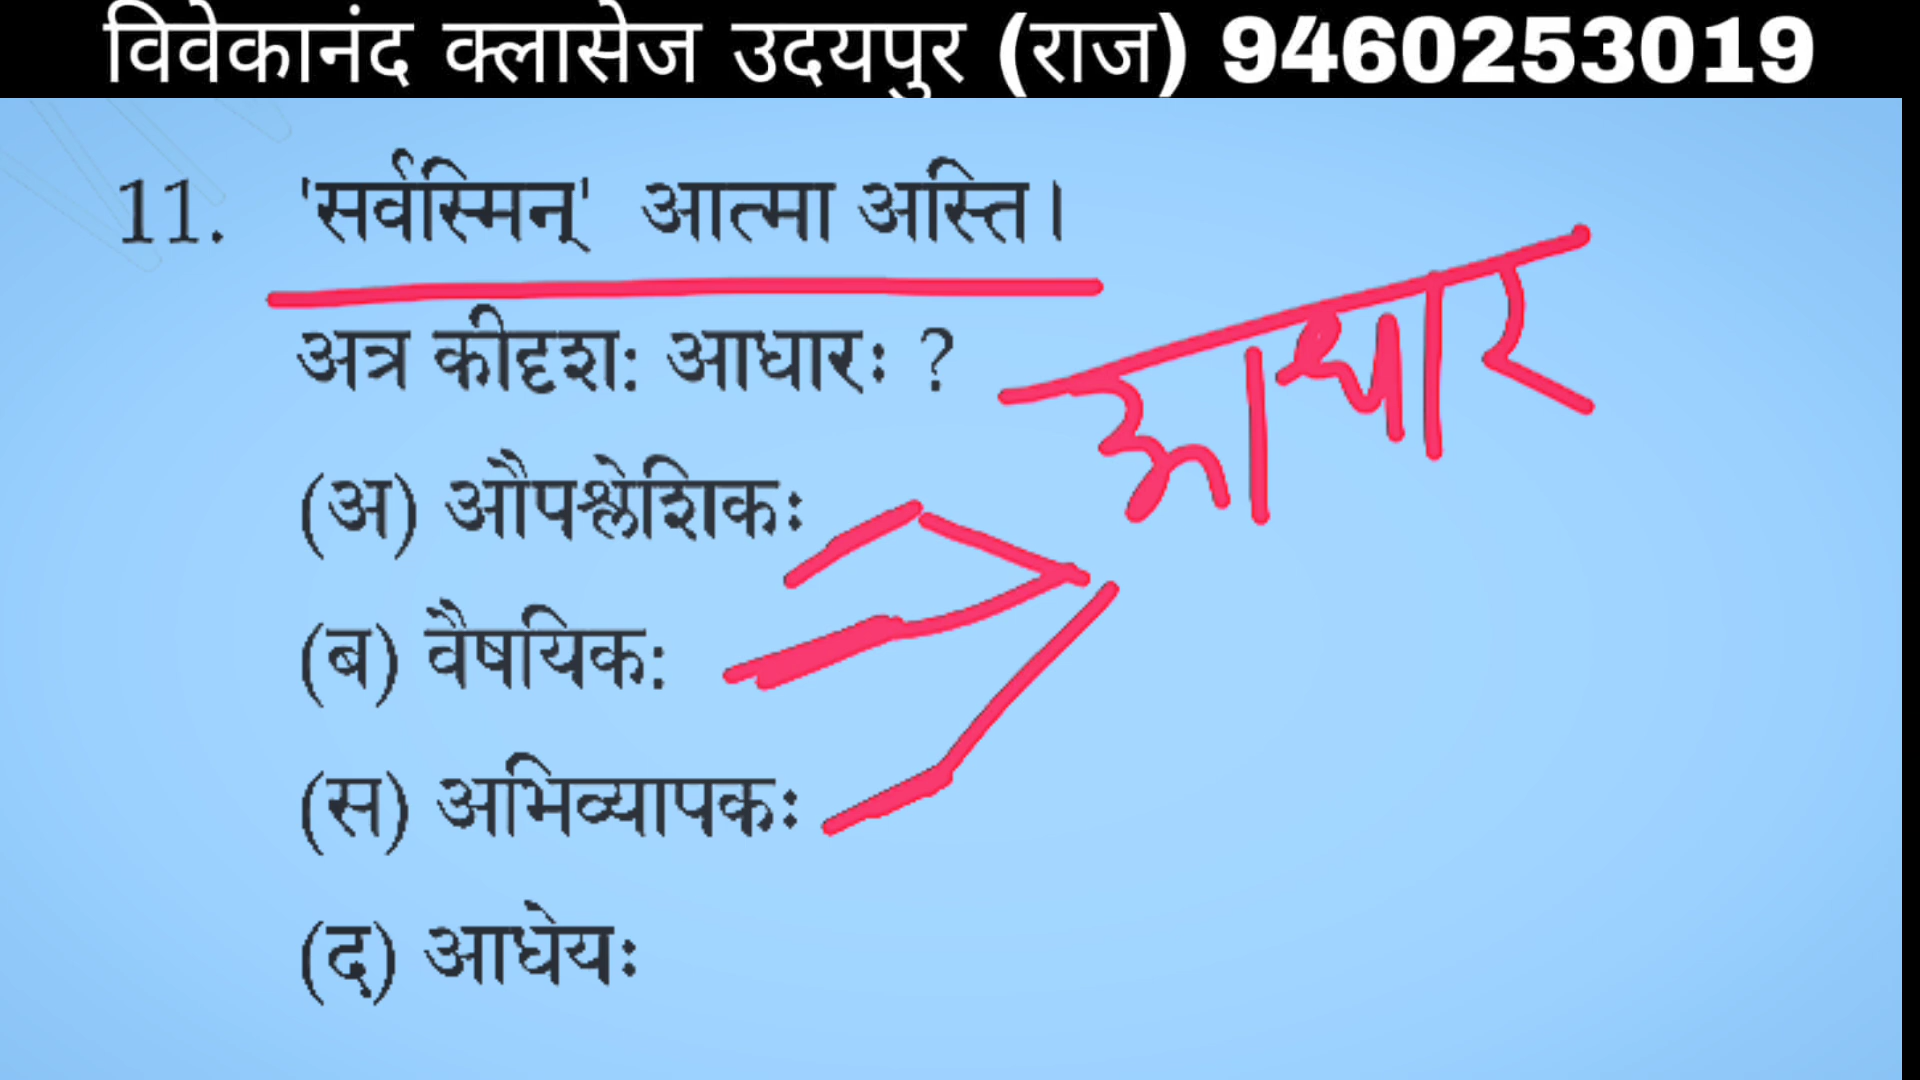 विवेकानंद क्लासेज उदयपुर (राज) 9460253019
11. 'सर्वस्मिन्' आत्मा अस्ति।
अत्र कीदृशः आधारः ?
आधार
(अ) औपश्लेशिकः
(ब) वैषयिकः
(स) अभिव्यापकः
(द) आधेयः